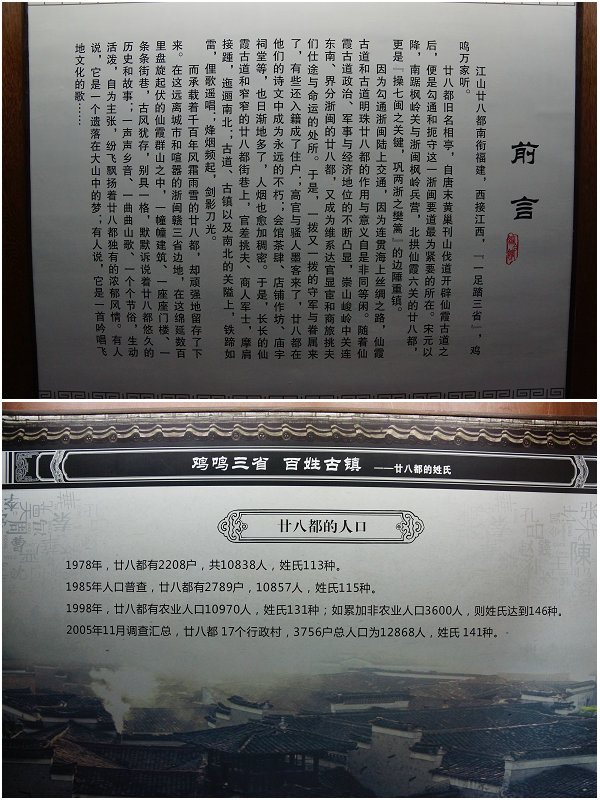 前言
江山廿八都南衔福建，西接江西，『一足踏三省』，鸡
鸣万家听。
廿八都旧名相亭，自唐末黄巢刊山伐道开辟仙霞古道之
后，便是勾通和扼守这一浙闽要道最为紧要的所在。宋元以
降，南踞枫岭关与浙闽枫岭兵营，北拱仙霞六关的廿八都，
更是『操七闽之关键，巩两浙之樊篱』的边陲重镇。
因为勾通浙闽陆上交通，因为连贯海上丝绸之路，仙霞
古道和古道明珠廿八都的作用与意义自是非同等闲。随着仙
霞古道政治、军事与经济地位的不断凸显，崇山峻岭中关连
东南、界分浙闽的廿八都，又成为维系达官显宦和商旅挑夫
们仕途与命运的处所。于是，一拨又一拨的守军与眷属来
了，有些还入籍成了住户；高官与骚人墨客来了，廿八都在
他们的诗文中成为永远的不朽；会馆茶肆、店铺作坊、庙宇
祠堂等，也日渐地多了，人烟也愈加稠密。于是，长长的仙
霞古道和窄窄的廿八都街巷上，官差挑夫、商人军士，摩肩
接踵，迤逦南北；古道、古镇以及南北的关隘上，铁蹄如
雷，俚歌遥唱；烽烟频起，剑影刀光。
而承载着千百年风霜雨雪的廿八都，却顽强地留存了下
来。在这远离城市和喧嚣的浙闽赣三省边地，在这绵延数百
里盘旋起伏的仙霞群山之中，一幢幢建筑、一座座门楼、一
条条街巷，古风犹存，别具一格，默默诉说着廿八都悠久的
历史和故事；一声声乡音、一曲曲山歌、一个个节俗，生动
活泼，自为主张，纷飞飘扬着廿八都独有的浓郁风情。有人
说，它是一个遗落在大山中的梦；有人说，它是一首吟唱飞
地文化的歌……
鸡鸣三省 百姓古镇 ——廿八都的姓氏
廿八都的人口
1978年，廿八都有2208户，共10838人，姓氏113种。
1985年人口普查，廿八都有2789户，10857人，姓氏115种。
1998年，廿八都有农业人口10970人，姓氏131种；如累加非农业人口3600人，则姓氏达到146种。
2005年11月调查汇总，廿八都 17个行政村，3756户总人口为12868人，姓氏 141种。